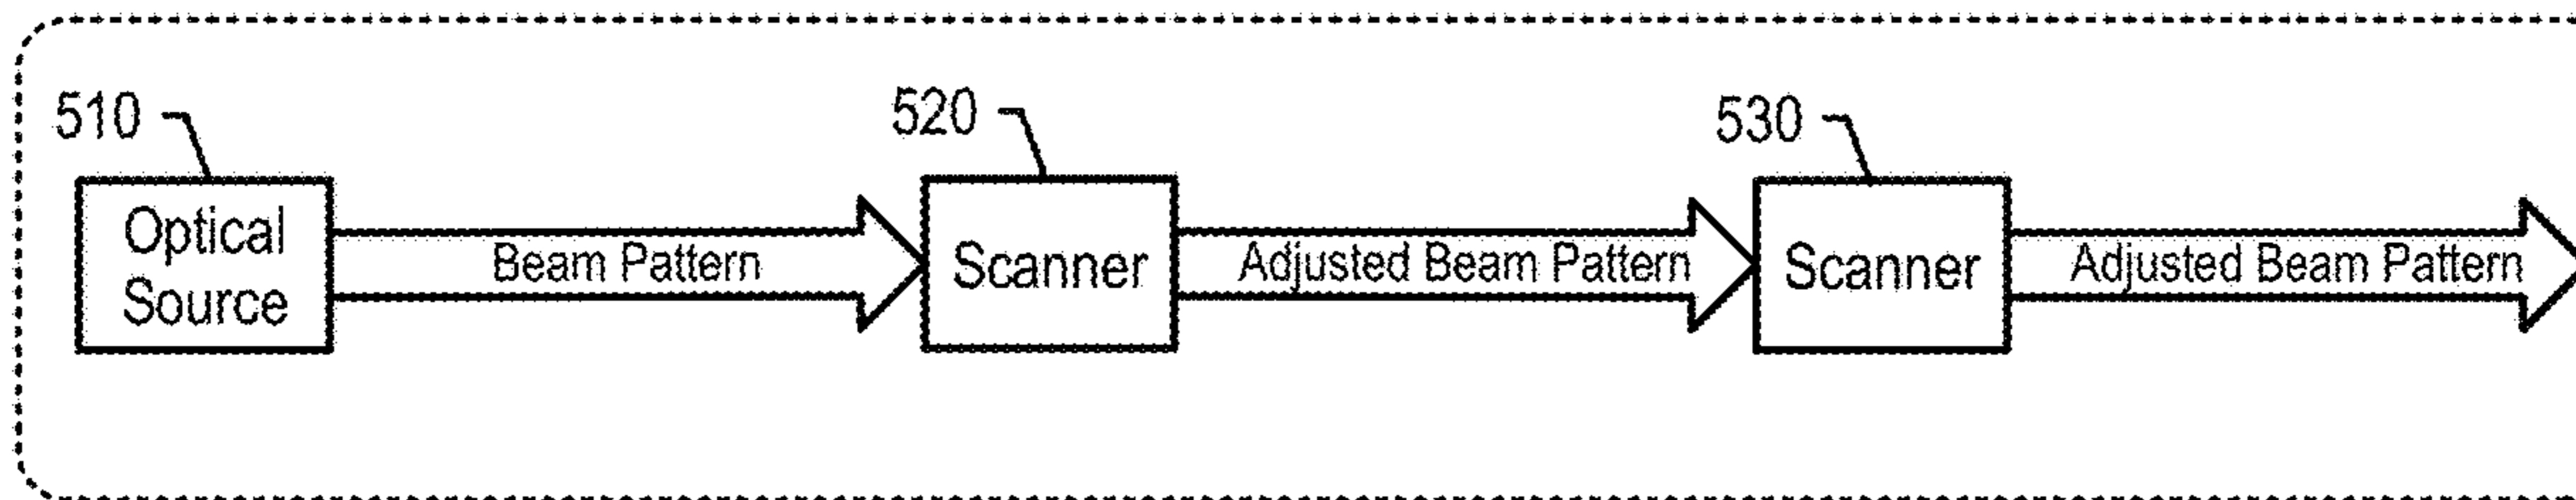 510
520
530
Optical
Source
Beam Pattern
Scanner
Adjusted Beam Pattern
Scanner
Adjusted Beam Pattern